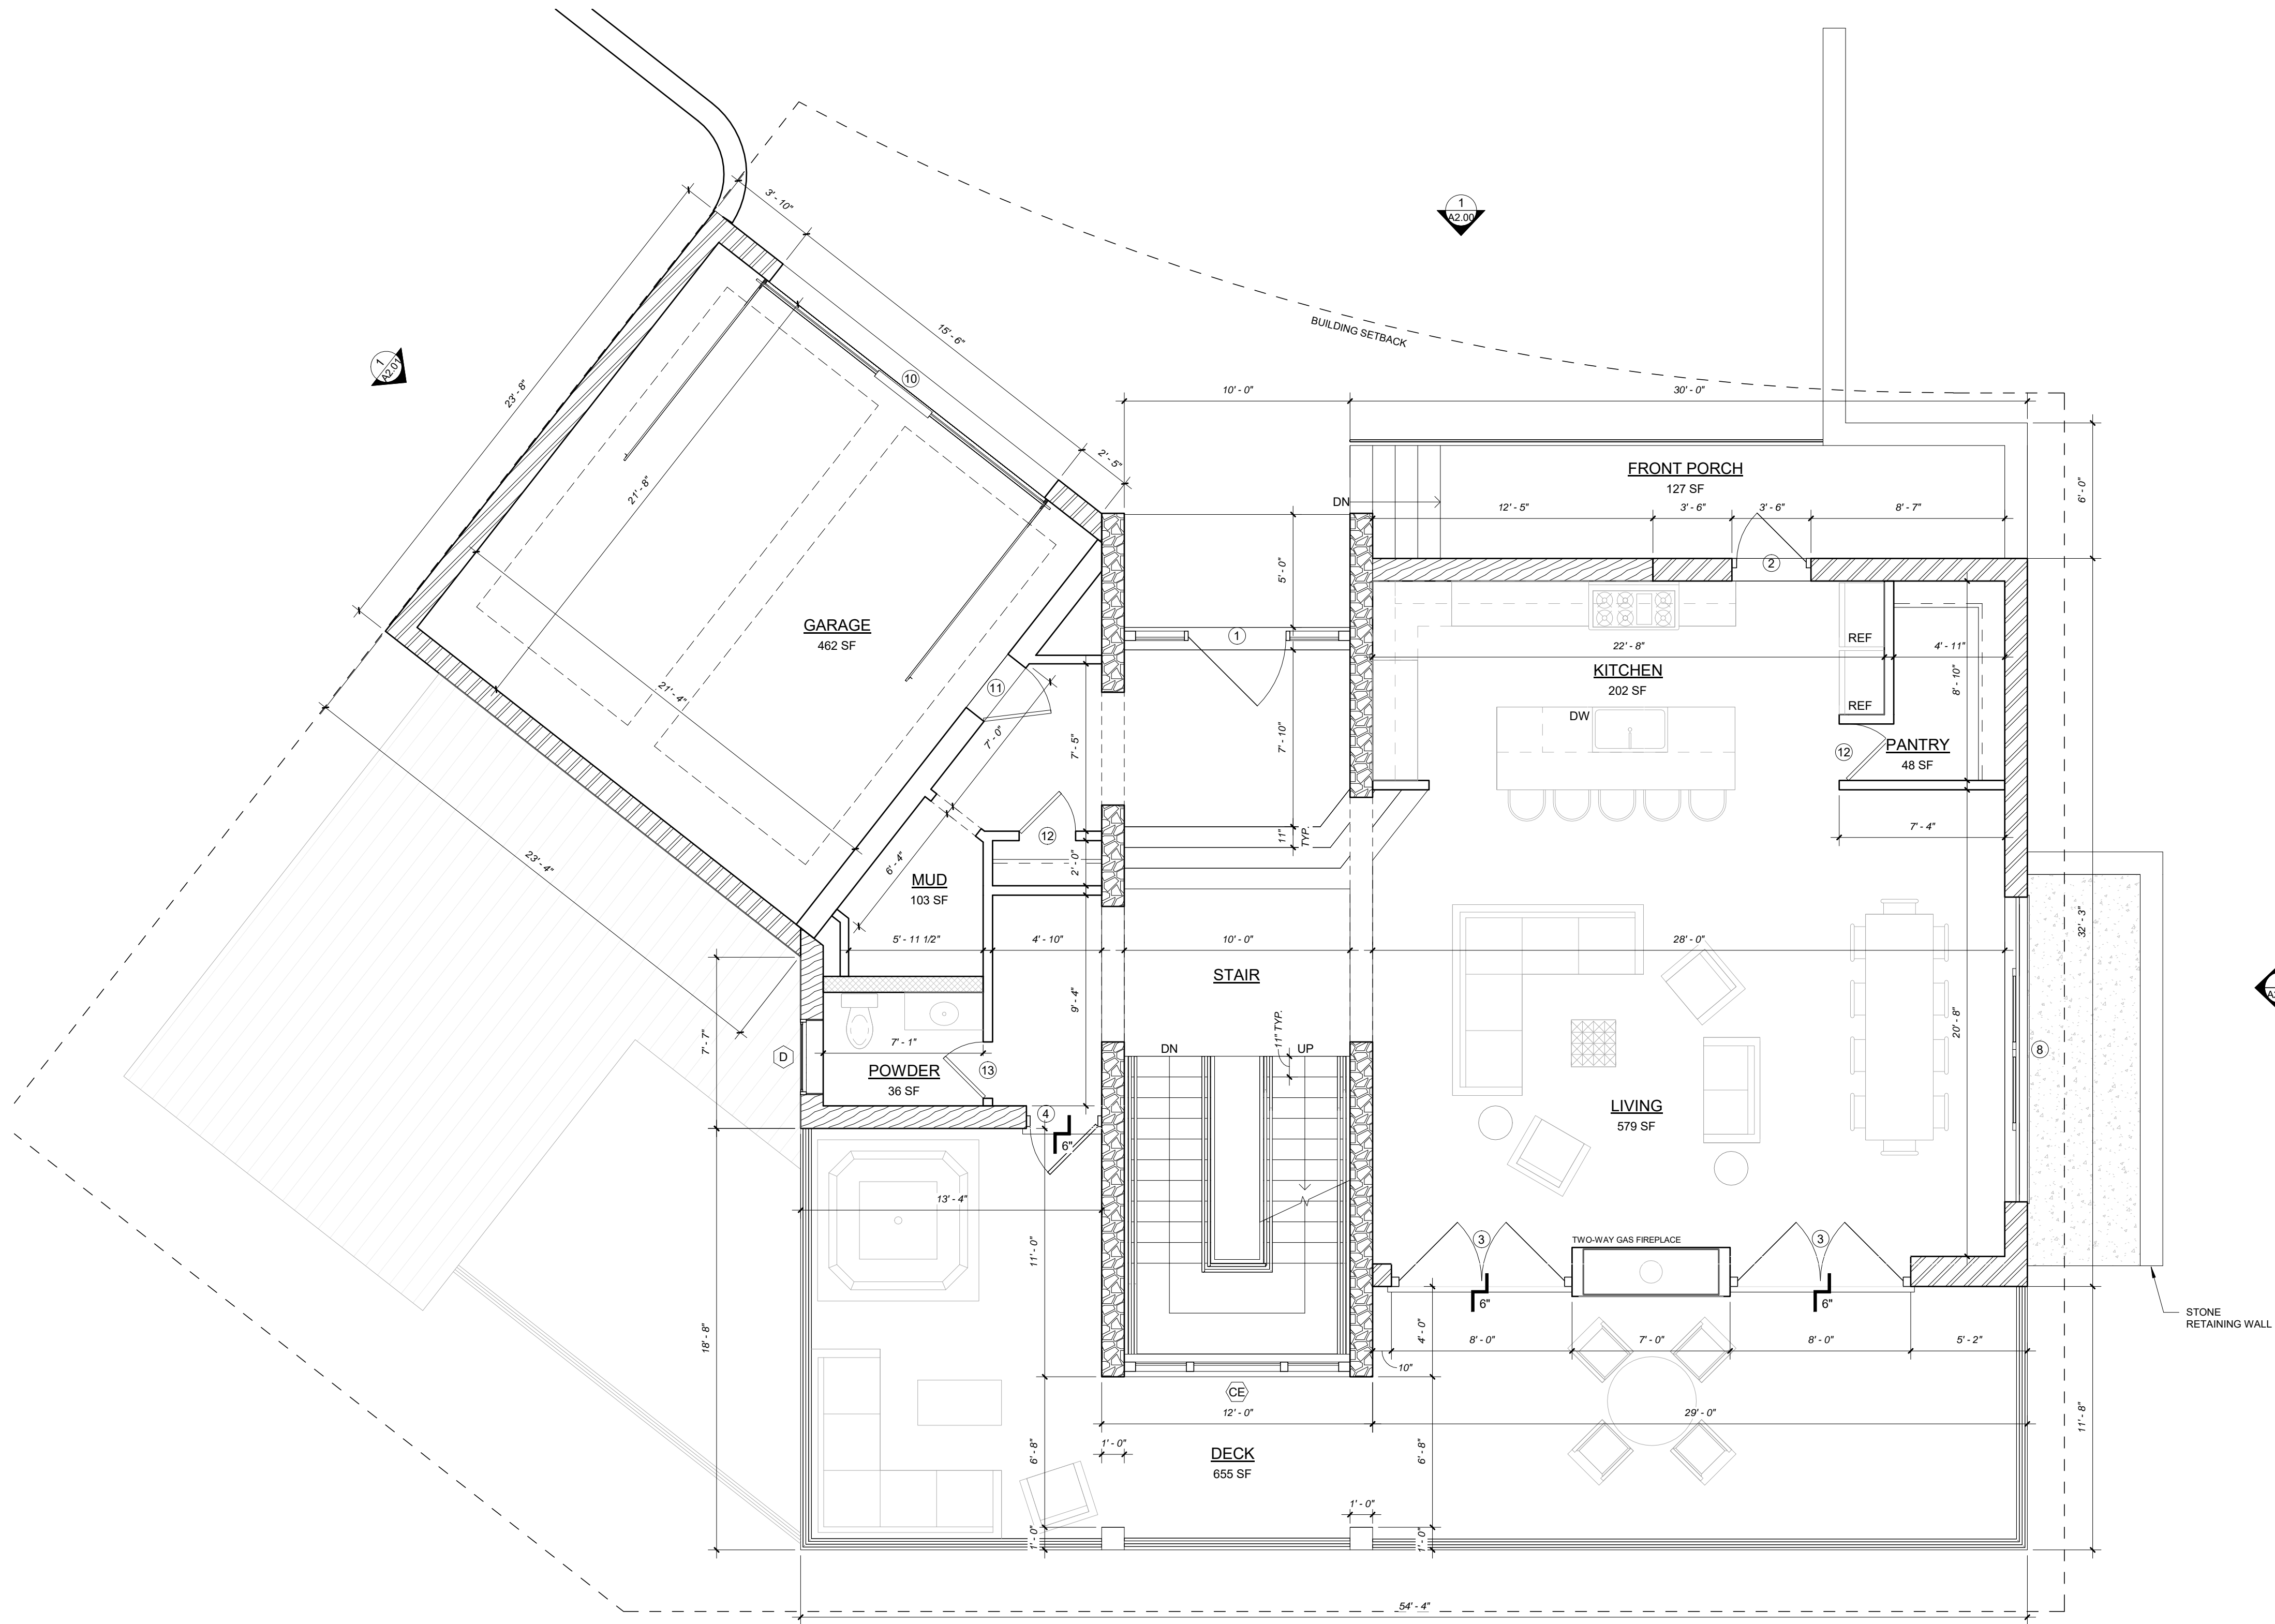 3' - 10"
1
A2.00
15' - 6"
BUILDING SETBACK
1
A2.01
23' - 8"
10
10' - 0"
30' - 0"
2' - 5"
21' - 8"
FRONT PORCH
127 SF
6' - 0"
DN
12' - 5"
3' - 6"
3' - 6"
8' - 7"
2
5' - 0"
GARAGE
462 SF
1
REF
22' - 8"
4' - 11"
KITCHEN
202 SF
8' - 10"
11
21' - 4"
REF
DW
7' - 0"
7' - 5"
7' - 10"
12
PANTRY
48 SF
12
11"
TYP.
7' - 4"
23' - 4"
6' - 4"
2' - 0"
MUD
103 SF
32' - 3"
5' - 11 1/2"
4' - 10"
10' - 0"
28' - 0"
STAIR
9' - 4"
11" TYP.
20' - 8"
7' - 7"
7' - 1"
D
DN
UP
8
POWDER
36 SF
13
4
LIVING
579 SF
6"
13' - 4"
11' - 0"
3
TWO-WAY GAS FIREPLACE
3
6"
6"
STONE
RETAINING WALL
18' - 8"
4' - 0"
8' - 0"
7' - 0"
8' - 0"
5' - 2"
10"
CE
12' - 0"
29' - 0"
11' - 8"
1' - 0"
6' - 8"
DECK
655 SF
6' - 8"
1' - 0"
1' - 0"
1' - 0"
54' - 4"